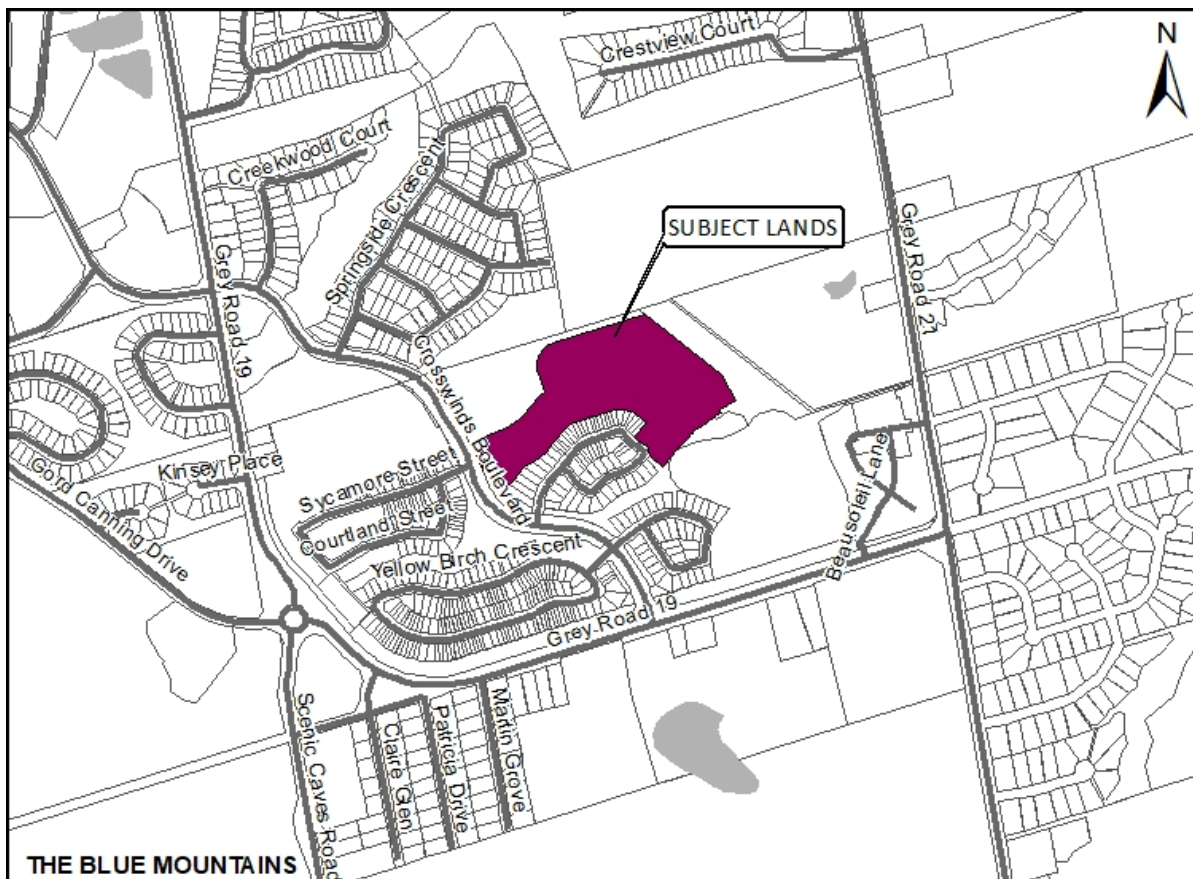 Crestview Court
N
Creekwood Court
Springside Crescent
SUBJECT LANDS
Grey Road 21
Grey Road 19
Crosswinds Boulevard
Kinsey Place
Sycamore Street
Gord Canning Drive
Courtland Street
Beausoleil Lane
Yellow Birch Crescent
Grey Road 19
Scenic Caves Road
Claire Glen
Patricia Drive
Martin Grove
THE BLUE MOUNTAINS